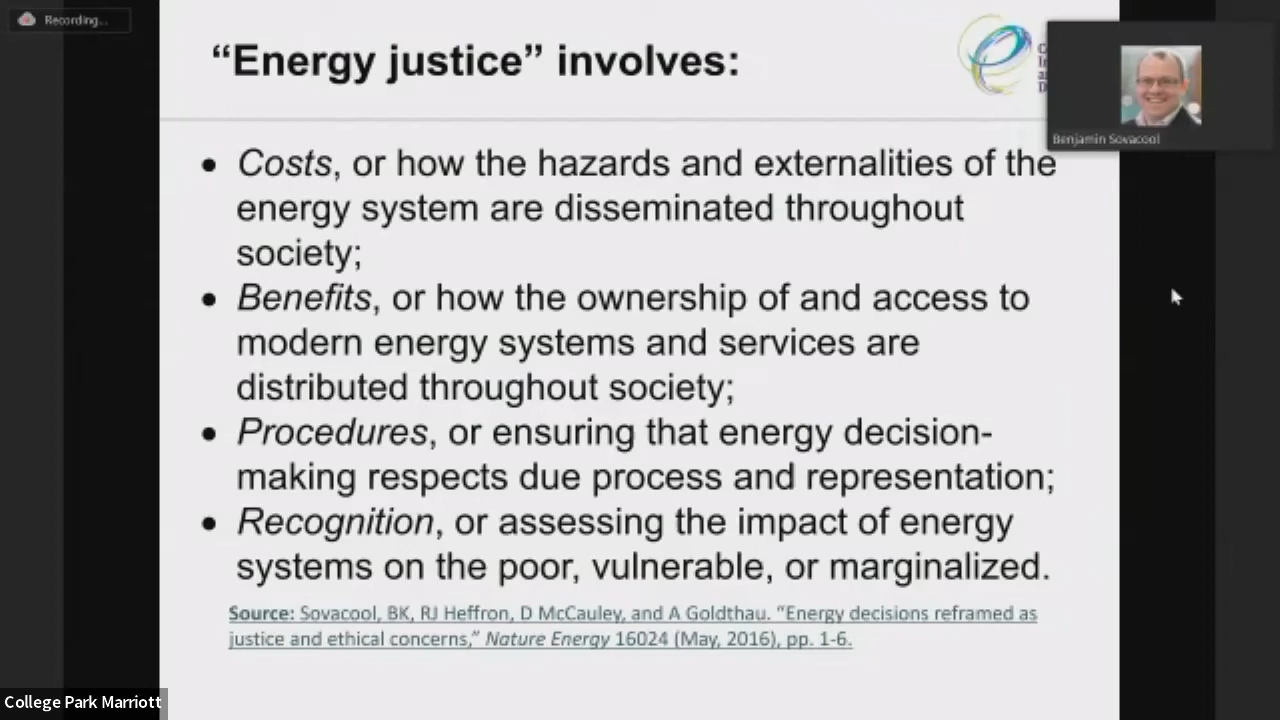 Recording...
“Energy justice” involves:
Benjamin Sovacool
• Costs, or how the hazards and externalities of the
energy system are disseminated throughout
society;
• Benefits, or how the ownership of and access to
modern energy systems and services are
distributed throughout society;
• Procedures, or ensuring that energy decision-
making respects due process and representation;
• Recognition, or assessing the impact of energy
systems on the poor, vulnerable, or marginalized.
Source: Sovacool, BK, RJ Heffron, D McCauley, and A Goldthau. “Energy decisions reframed as
justice and ethical concerns,” Nature Energy 16024 (May, 2016), pp. 1-6.
College Park Marriott